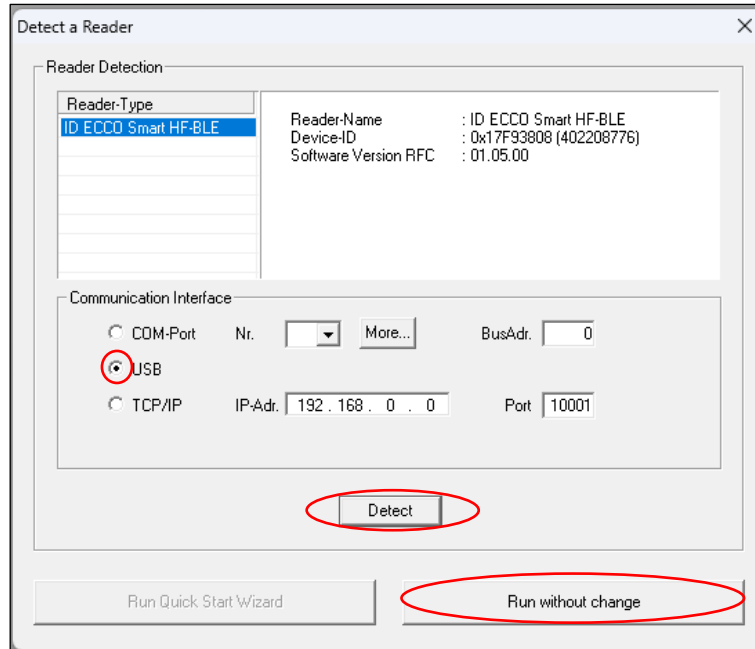 Detect a Reader
Reader Detection
Reader-Type
ID ECCO Smart HF-BLE
Reader-Name : ID ECCO Smart HF-BLE
Device-ID : 0x17F93808 (402208776)
Software Version RFC : 01.05.00
Communication Interface
COM-Port Nr. More... BusAdr. 0
USB
TCP/IP IP-Adr. 192 . 168 . 0 . 0 Port 10001
Detect
Run Quick Start Wizard Run without change